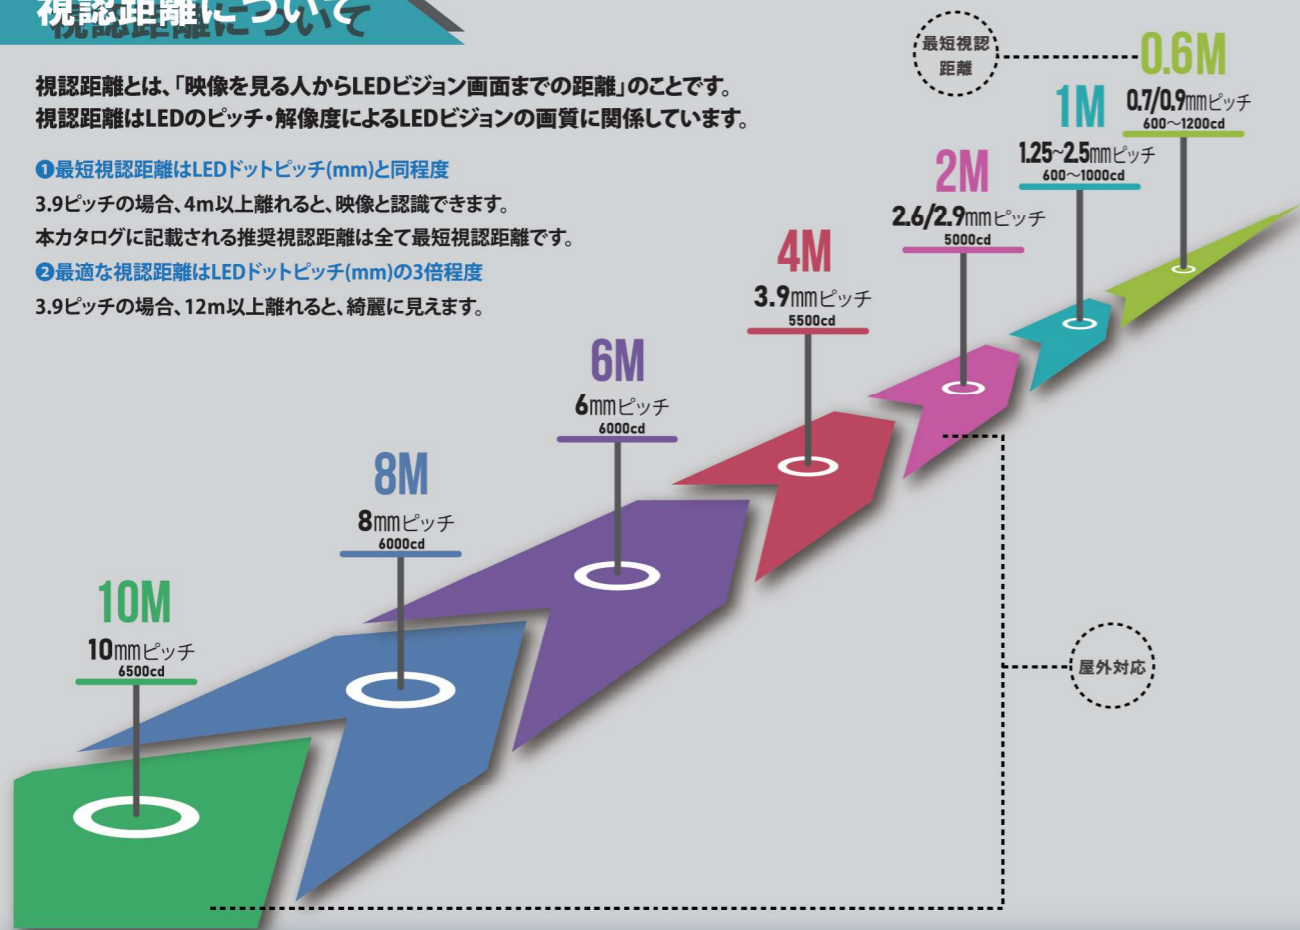 視認距離について
視認距離とは、「映像を見る人からLEDビジョン画面までの距離」のことです。
視認距離はLEDのピッチ・解像度によるLEDビジョンの画質に関係しています。
❶最短視認距離はLEDドットピッチ(mm)と同程度
3.9ピッチの場合、4m以上離れると、映像と認識できます。
本カタログに記載される推奨視認距離は全て最短視認距離です。
❷最適な視認距離はLEDドットピッチ(mm)の3倍程度
3.9ピッチの場合、12m以上離れると、綺麗に見えます。
最短視認
距離
0.6M
0.7/0.9mmピッチ
600～1200cd
1M
1.25~2.5mmピッチ
600～1000cd
2M
2.6/2.9mmピッチ
5000cd
4M
3.9mmピッチ
5500cd
6M
6mmピッチ
6000cd
8M
8mmピッチ
6000cd
10M
10mmピッチ
6500cd
屋外対応